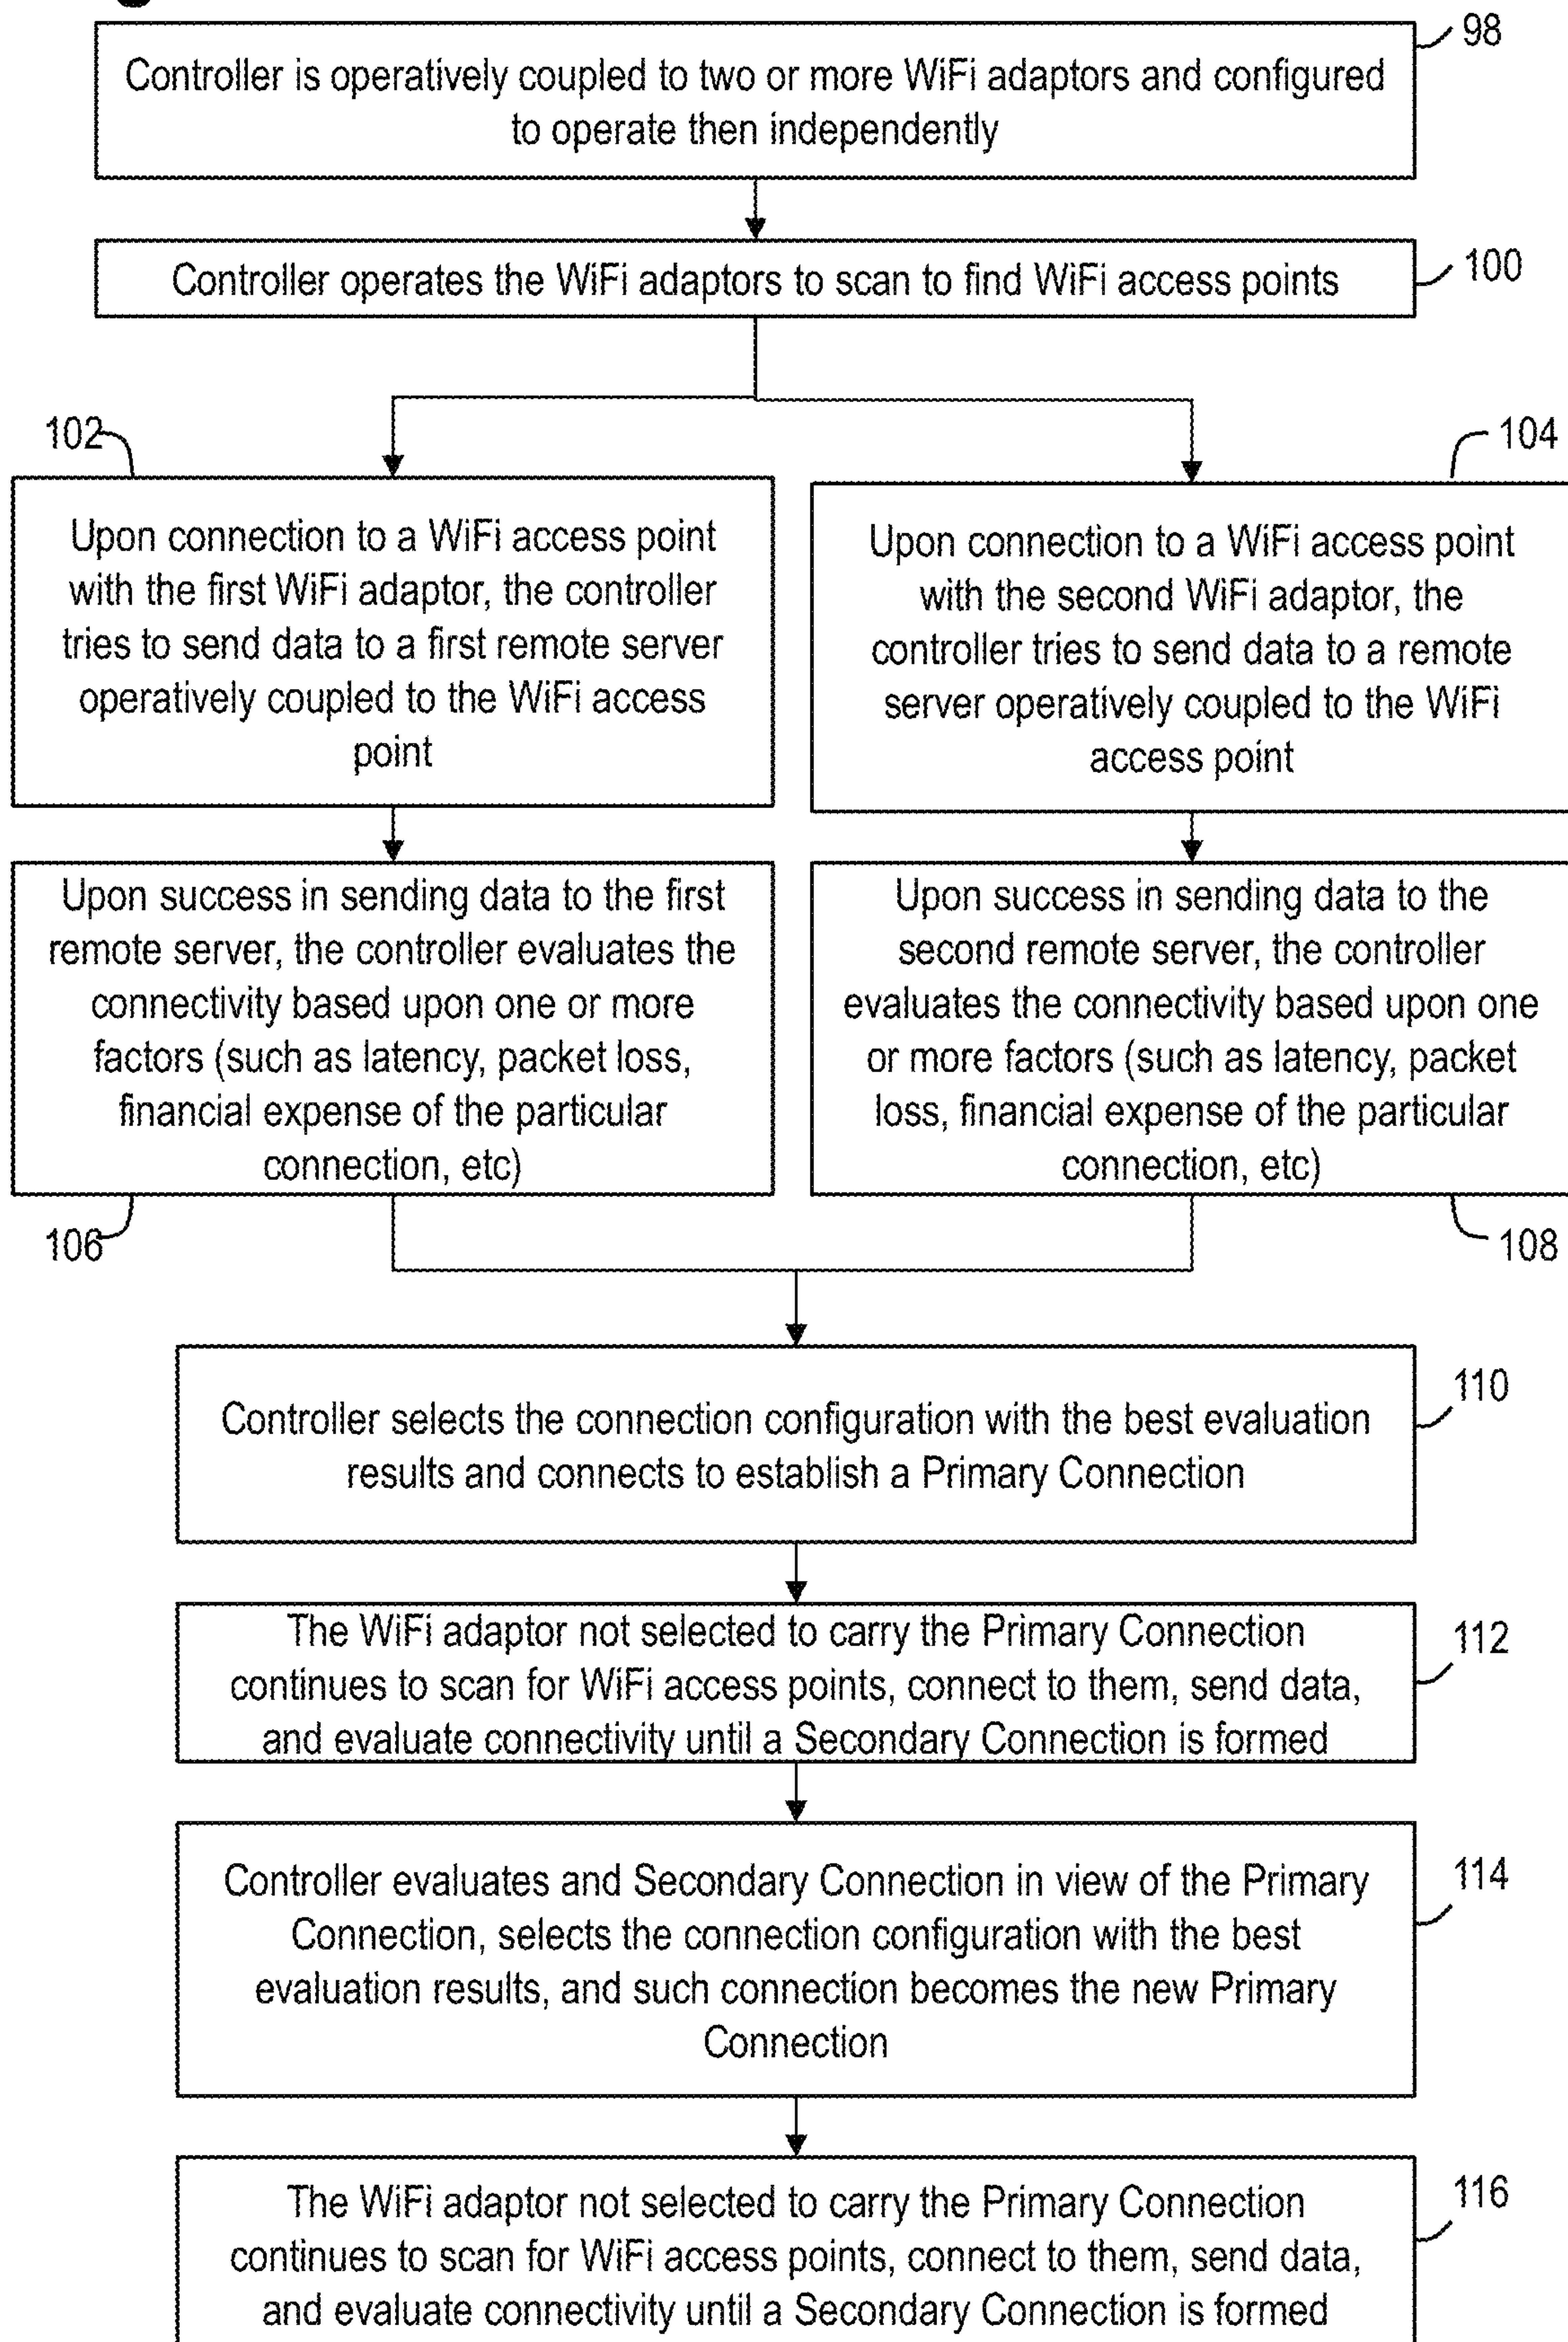 98
Controller is operatively coupled to two or more WiFi adaptors and configured
to operate then independently
100
Controller operates the WiFi adaptors to scan to find WiFi access points
102
Upon connection to a WiFi access point
with the first WiFi adaptor, the controller
tries to send data to a first remote server
operatively coupled to the WiFi access
point
104
Upon connection to a WiFi access point
with the second WiFi adaptor, the
controller tries to send data to a remote
server operatively coupled to the WiFi
access point
Upon success in sending data to the first
remote server, the controller evaluates the
connectivity based upon one or more
factors (such as latency, packet loss,
financial expense of the particular
connection, etc)
106
Upon success in sending data to the
second remote server, the controller
evaluates the connectivity based upon one
or more factors (such as latency, packet
loss, financial expense of the particular
connection, etc)
108
110
Controller selects the connection configuration with the best evaluation
results and connects to establish a Primary Connection
112
The WiFi adaptor not selected to carry the Primary Connection
continues to scan for WiFi access points, connect to them, send data,
and evaluate connectivity until a Secondary Connection is formed
114
Controller evaluates and Secondary Connection in view of the Primary
Connection, selects the connection configuration with the best
evaluation results, and such connection becomes the new Primary
Connection
116
The WiFi adaptor not selected to carry the Primary Connection
continues to scan for WiFi access points, connect to them, send data,
and evaluate connectivity until a Secondary Connection is formed